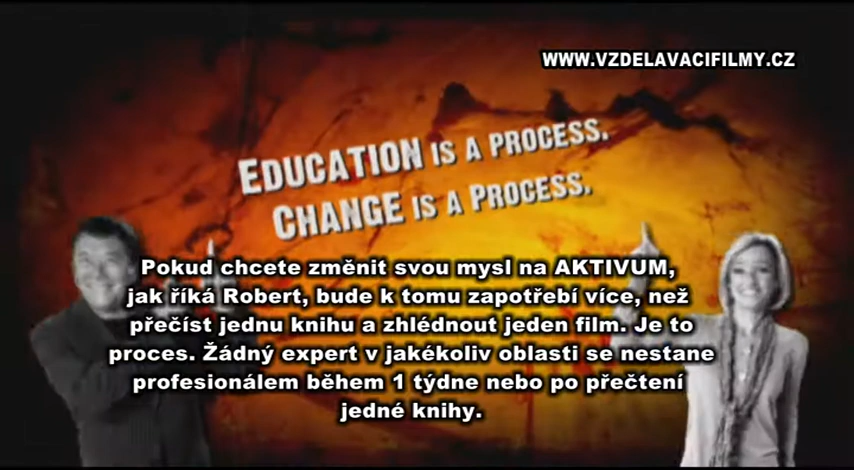 WWW.VZDELAVACIFILMY.CZ
EDUCATION IS A PROCESS.
CHANGE IS A PROCESS.
Pokud chcete změnit svou mysl na AKTIVUM,
jak říká Robert, bude k tomu zapotřebí více, než
přečíst jednu knihu a zhlédnout jeden film. Je to
proces. Žádný expert v jakékoliv oblasti se nestane
profesionálem během 1 týdne nebo po přečtení
jedné knihy.